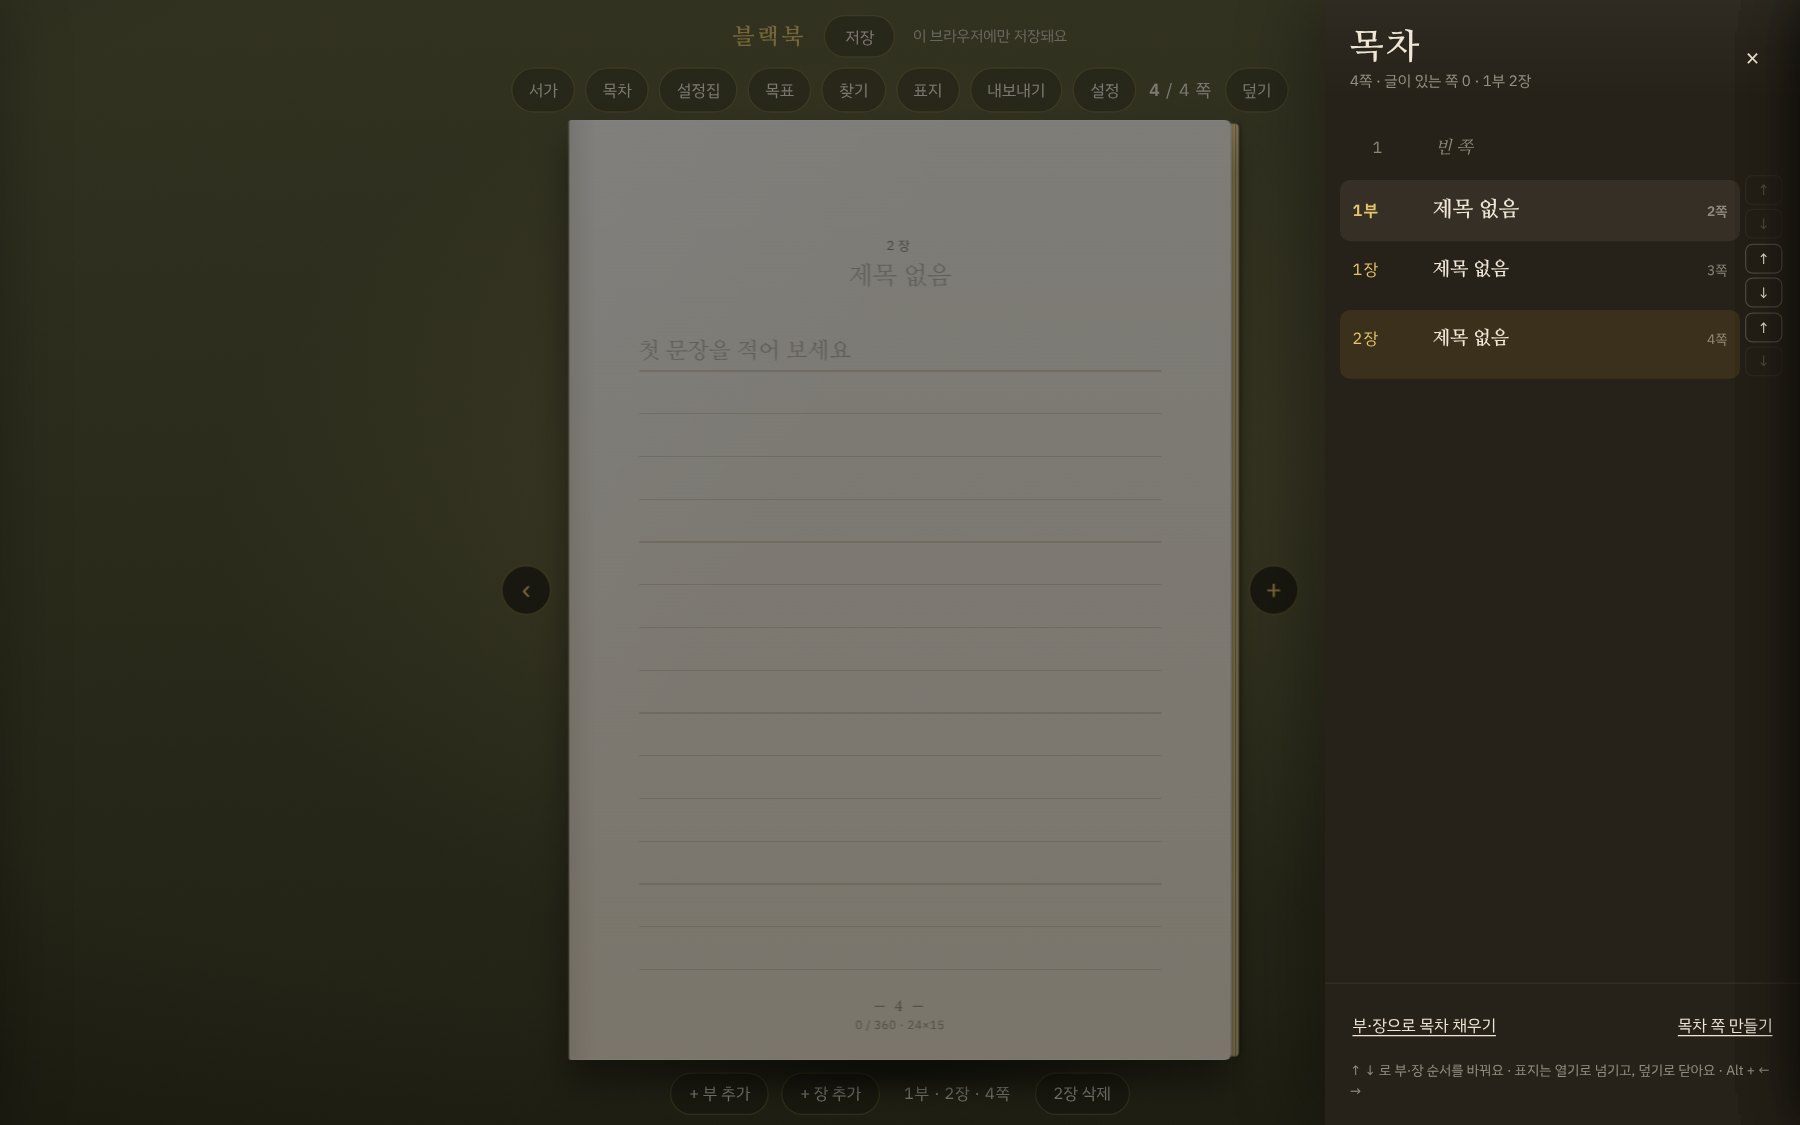 블랙북 저장 이 브라우저에만 저장돼요
서가 목차 설정집 목표 찾기 표지 내보내기 설정 4 / 4 쪽 덮기
2장
제목 없음
첫 문장을 적어 보세요
‹
+
— 4 —
0 / 360 · 24×15
+ 부 추가 + 장 추가 1부 · 2장 · 4쪽 2장 삭제
목차 ×
4쪽 · 글이 있는 쪽 0 · 1부 2장
1 빈 쪽
1부 제목 없음 2쪽 ↑ ↓
1장 제목 없음 3쪽 ↑ ↓
2장 제목 없음 4쪽 ↑ ↓
부·장으로 목차 채우기 목차 쪽 만들기
↑ ↓ 로 부·장 순서를 바꿔요 · 표지는 열기로 넘기고, 덮기로 닫아요 · Alt + ←
→